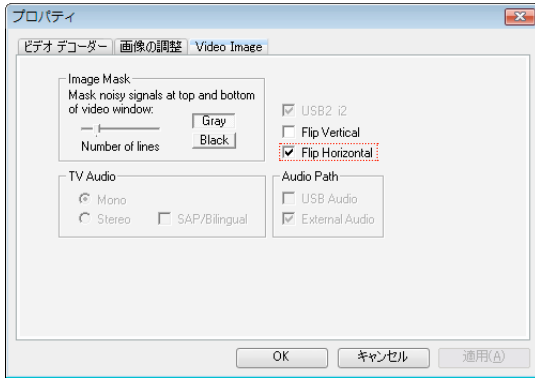 プロパティ
ビデオ デコーダー 画像の調整 Video Image
Image Mask
Mask noisy signals at top and bottom
of video window:
Gray
Black
Number of lines
USB2 i2
Flip Vertical
Flip Horizontal
TV Audio
Mono
Stereo
SAP/Bilingual
Audio Path
USB Audio
External Audio
OK
キャンセル
適用(A)